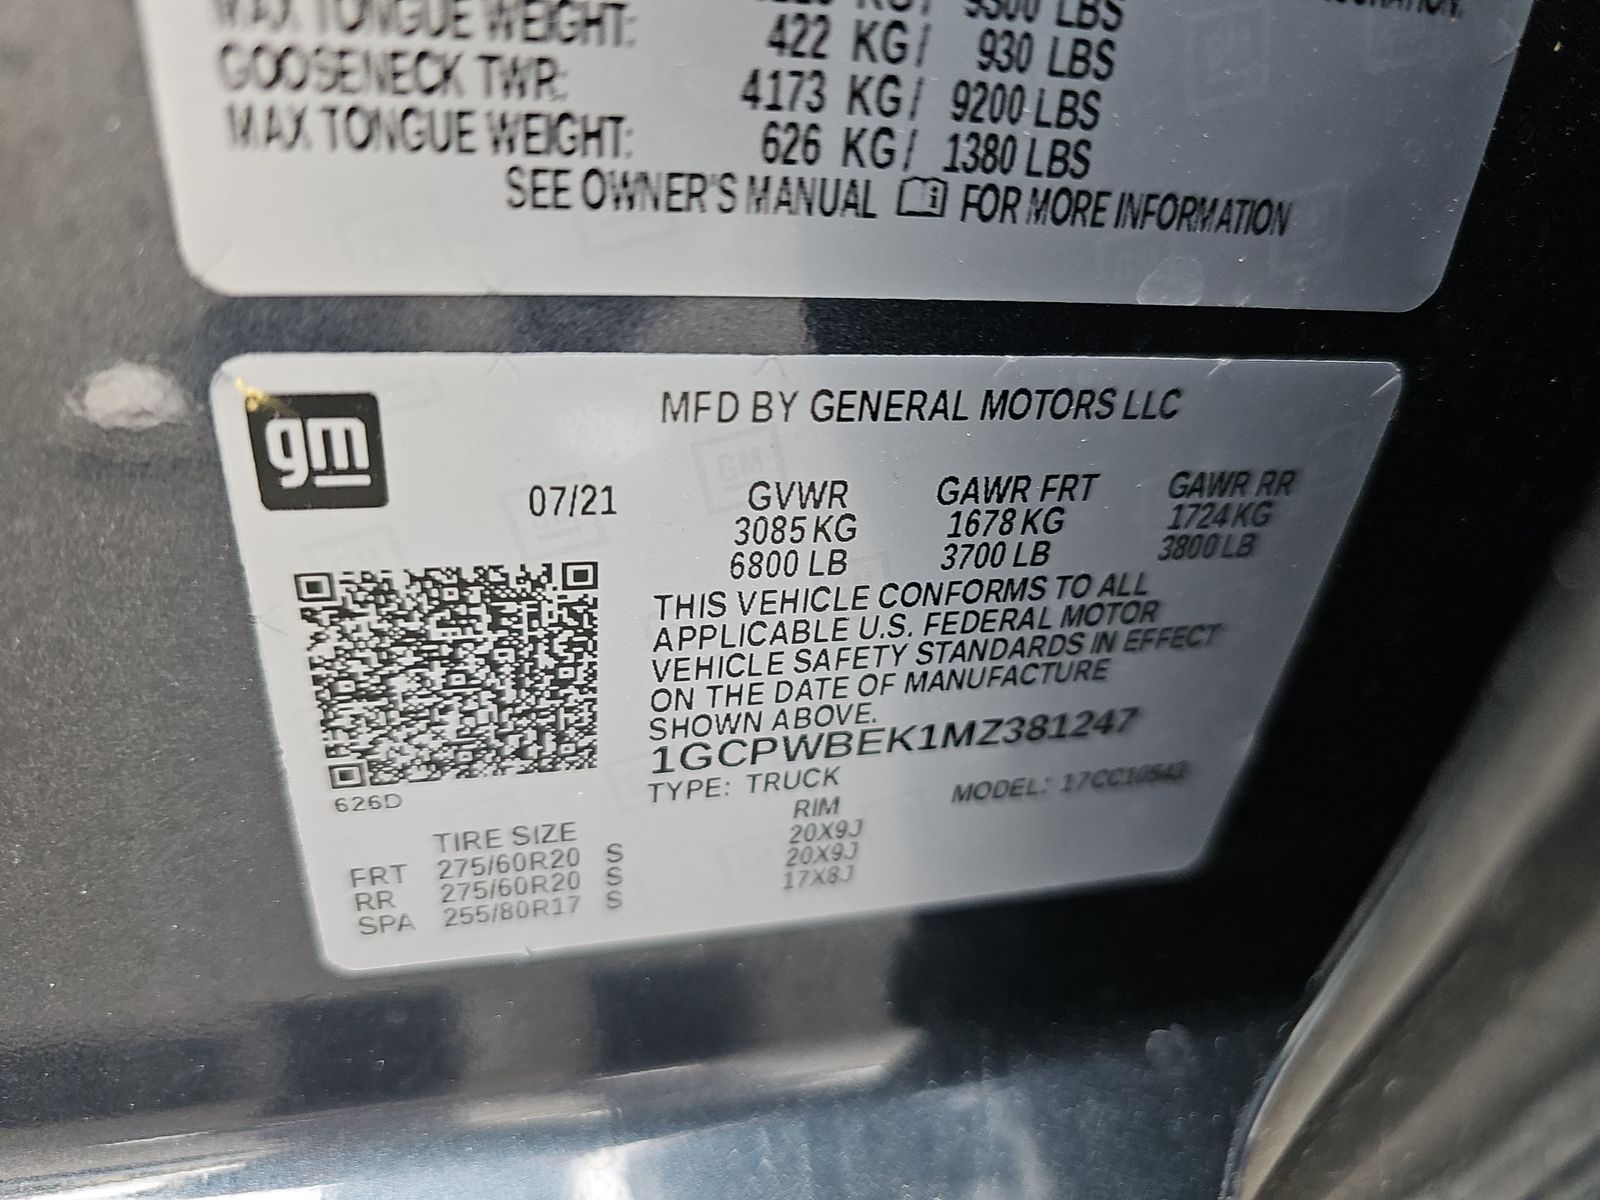 MAX TONGUE WEIGHT: 422 KG/ 930 LBS
GOOSENECK TWR: 4173 KG/ 9200 LBS
MAX TONGUE WEIGHT: 626 KG/ 1380 LBS
SEE OWNER'S MANUAL FOR MORE INFORMATION
gm
MFD BY GENERAL MOTORS LLC
07/21 GVWR GAWR FRT GAWR RR
3085 KG 1678 KG 1724 KG
6800 LB 3700 LB 3800 LB
THIS VEHICLE CONFORMS TO ALL
APPLICABLE U.S. FEDERAL MOTOR
VEHICLE SAFETY STANDARDS IN EFFECT
ON THE DATE OF MANUFACTURE
SHOWN ABOVE.
1GCPWBEK1MZ381247
TYPE: TRUCK MODEL: 17CC10543
626D
TIRE SIZE RIM
FRT 275/60R20 S 20X9J
RR 275/60R20 S 20X9J
SPA 255/80R17 S 17X8J